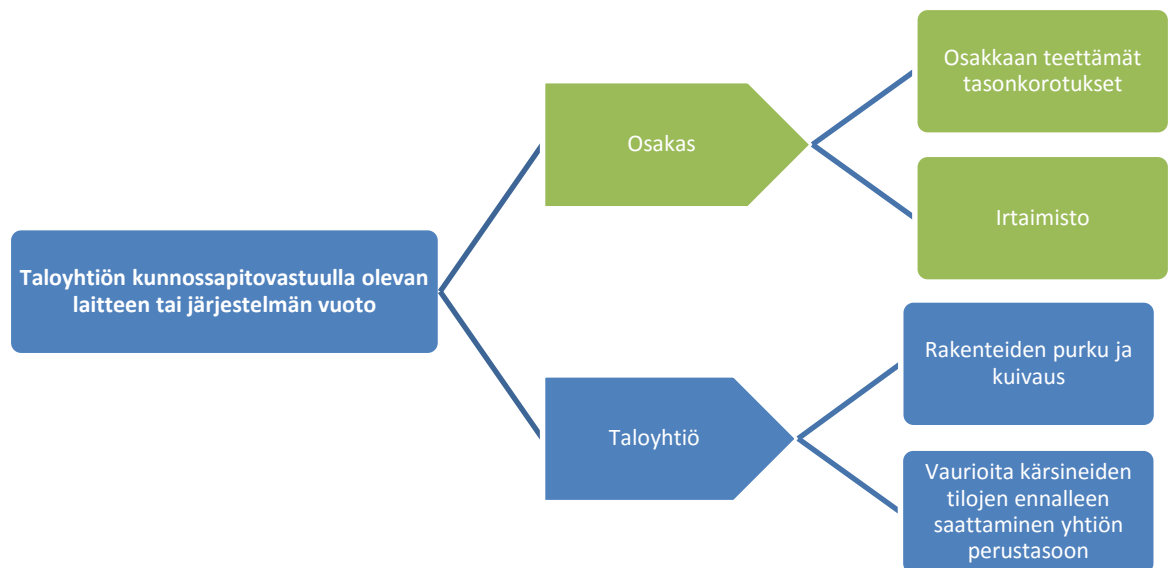 Taloyhtiön kunnossapitovastuulla olevan
laitteen tai järjestelmän vuoto
Osakas
Osakkaan teettämät
tasonkorotukset
Irtaimisto
Taloyhtiö
Rakenteiden purku ja
kuivaus
Vaurioita kärsineiden
tilojen ennalleen
saattaminen yhtiön
perustasoon